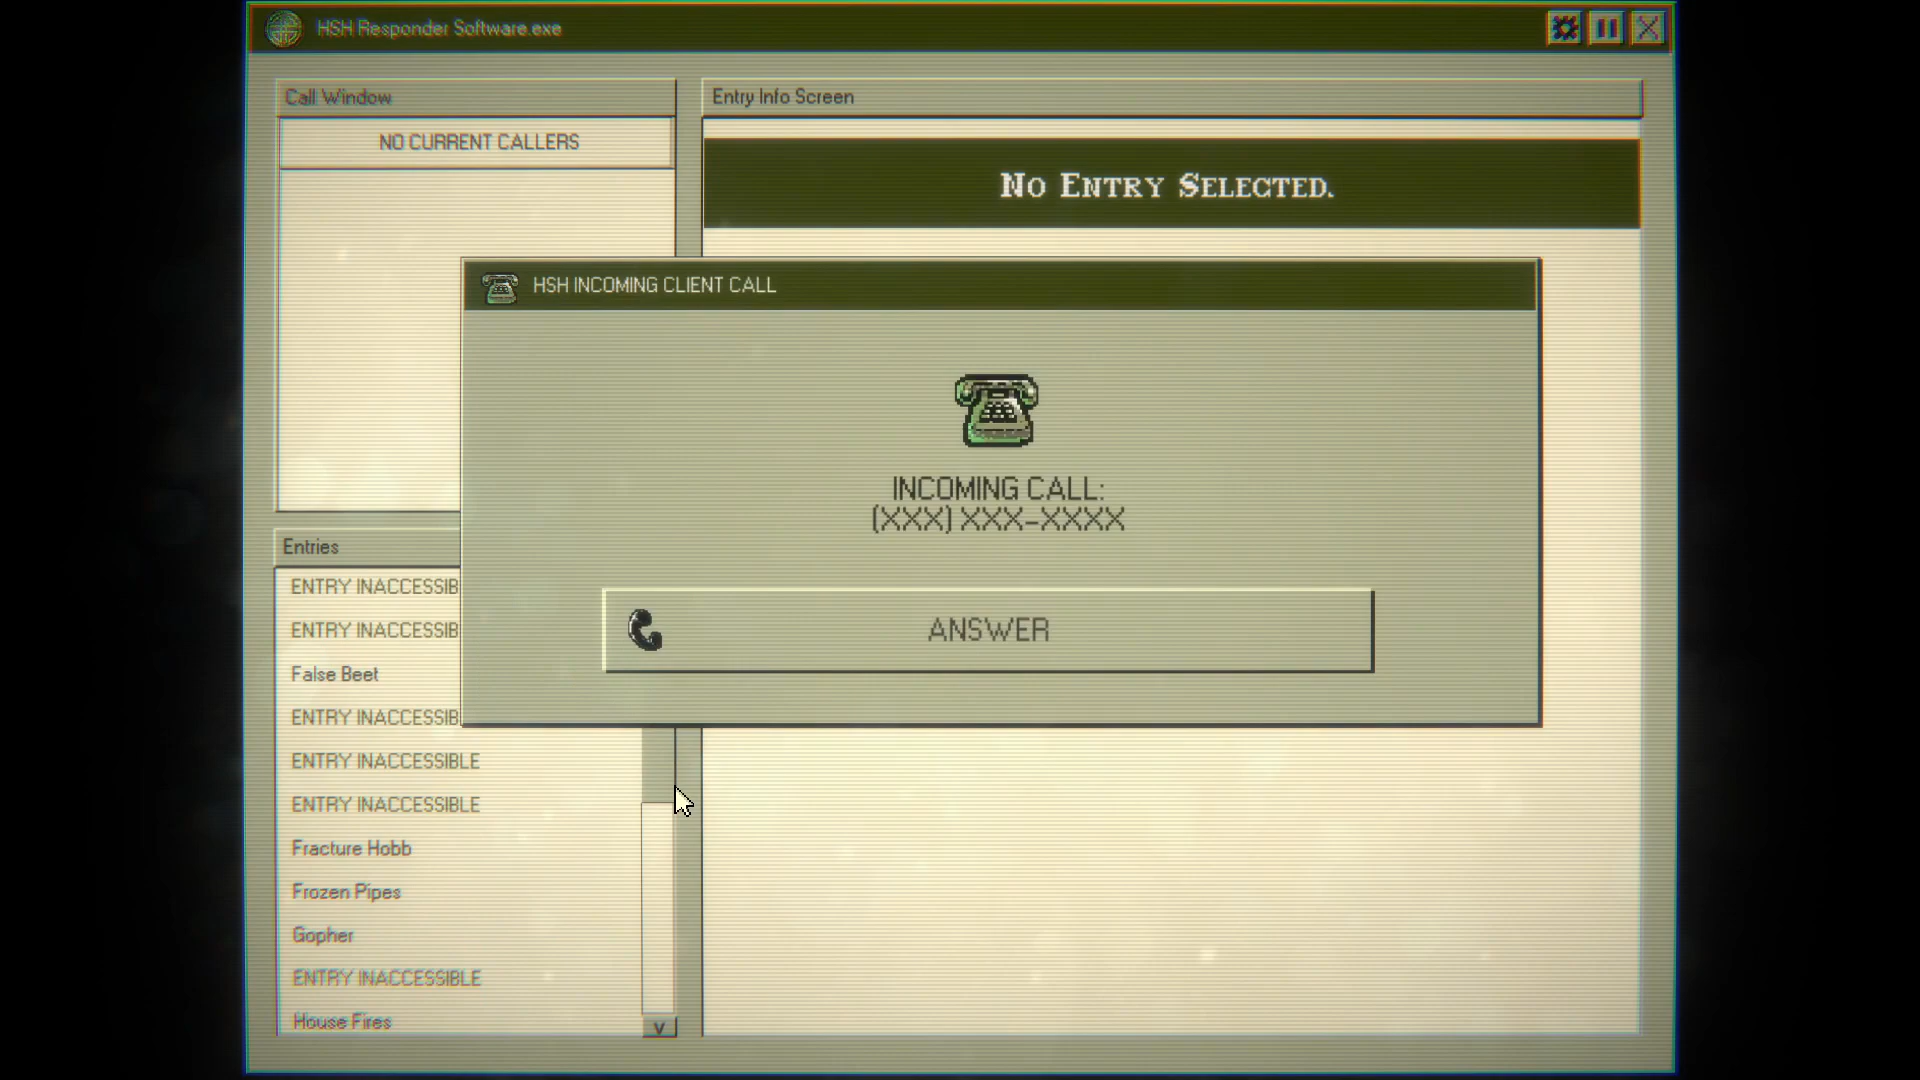 HSH Responder Software.exe
Call Window
NO CURRENT CALLERS
Entry Info Screen
No Entry Selected.
HSH INCOMING CLIENT CALL
INCOMING CALL:
(XXX) XXX-XXXX
ANSWER
Entries
ENTRY INACCESSIB
ENTRY INACCESSIB
False Beet
ENTRY INACCESSIB
ENTRY INACCESSIBLE
ENTRY INACCESSIBLE
Fracture Hobb
Frozen Pipes
Gopher
ENTRY INACCESSIBLE
House Fires
V